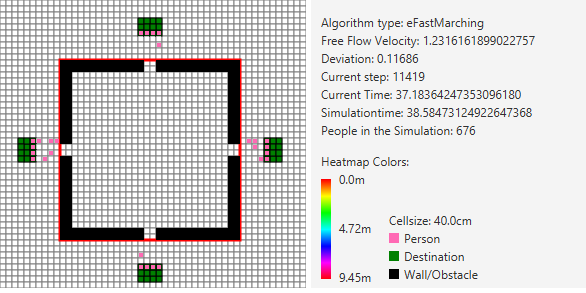 Algorithm type: eFastMarching
Free Flow Velocity: 1.2316161899022757
Deviation: 0.11686
Current step: 11419
Current Time: 37.18364247353096180
Simulationtime: 38.58473124922647368
People in the Simulation: 676
Heatmap Colors:
0.0m
4.72m
9.45m
Cellsize: 40.0cm
Person
Destination
Wall/Obstacle